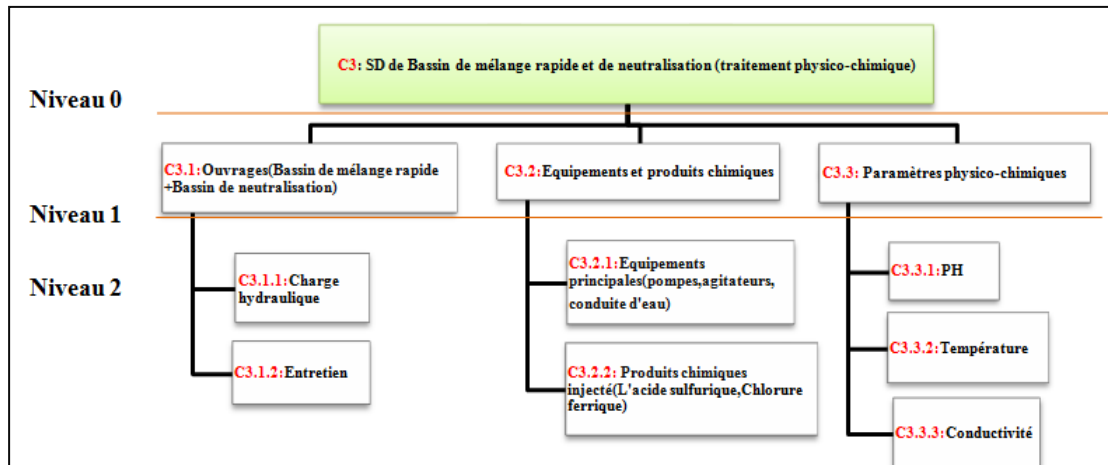 C3: SD de Bassin de mélange rapide et de neutralisation (traitement physico-chimique)
Niveau 0
C3.1:Ouvrages(Bassin de mélange rapide
+Bassin de neutralisation)
C3.2:Equipements et produits chimiques
C3.3: Paramètres physico-chimiques
Niveau 1
Niveau 2
C3.1.1:Charge
hydraulique
C3.1.2:Entretien
C3.2.1:Equipements
principales(pompes,agitateurs,
conduite d'eau)
C3.2.2: Produits chimiques
injecté(L'acide sulfurique,Chlorure
ferrique)
C3.3.1:PH
C3.3.2:Température
C3.3.3:Conductivité